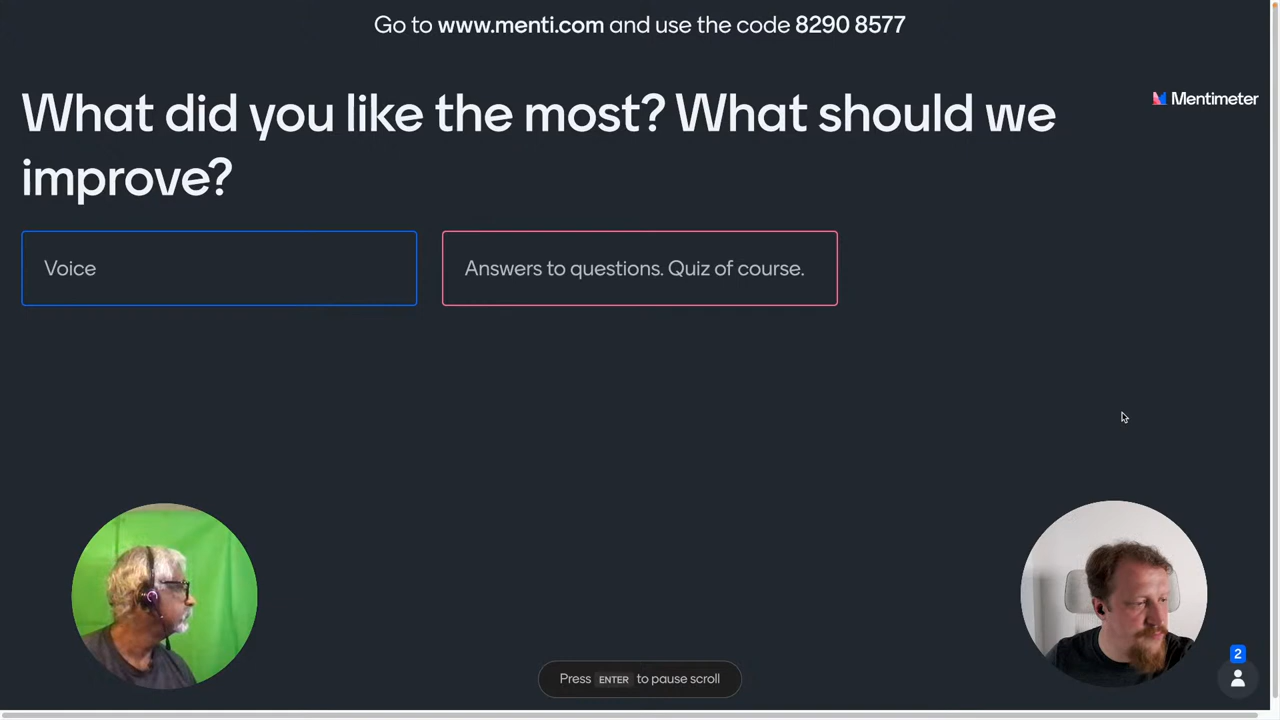 Go to www.menti.com and use the code 8290 8577
What did you like the most? What should we
improve?
Mentimeter
Voice
Answers to questions. Quiz of course.
Press ENTER to pause scroll
2